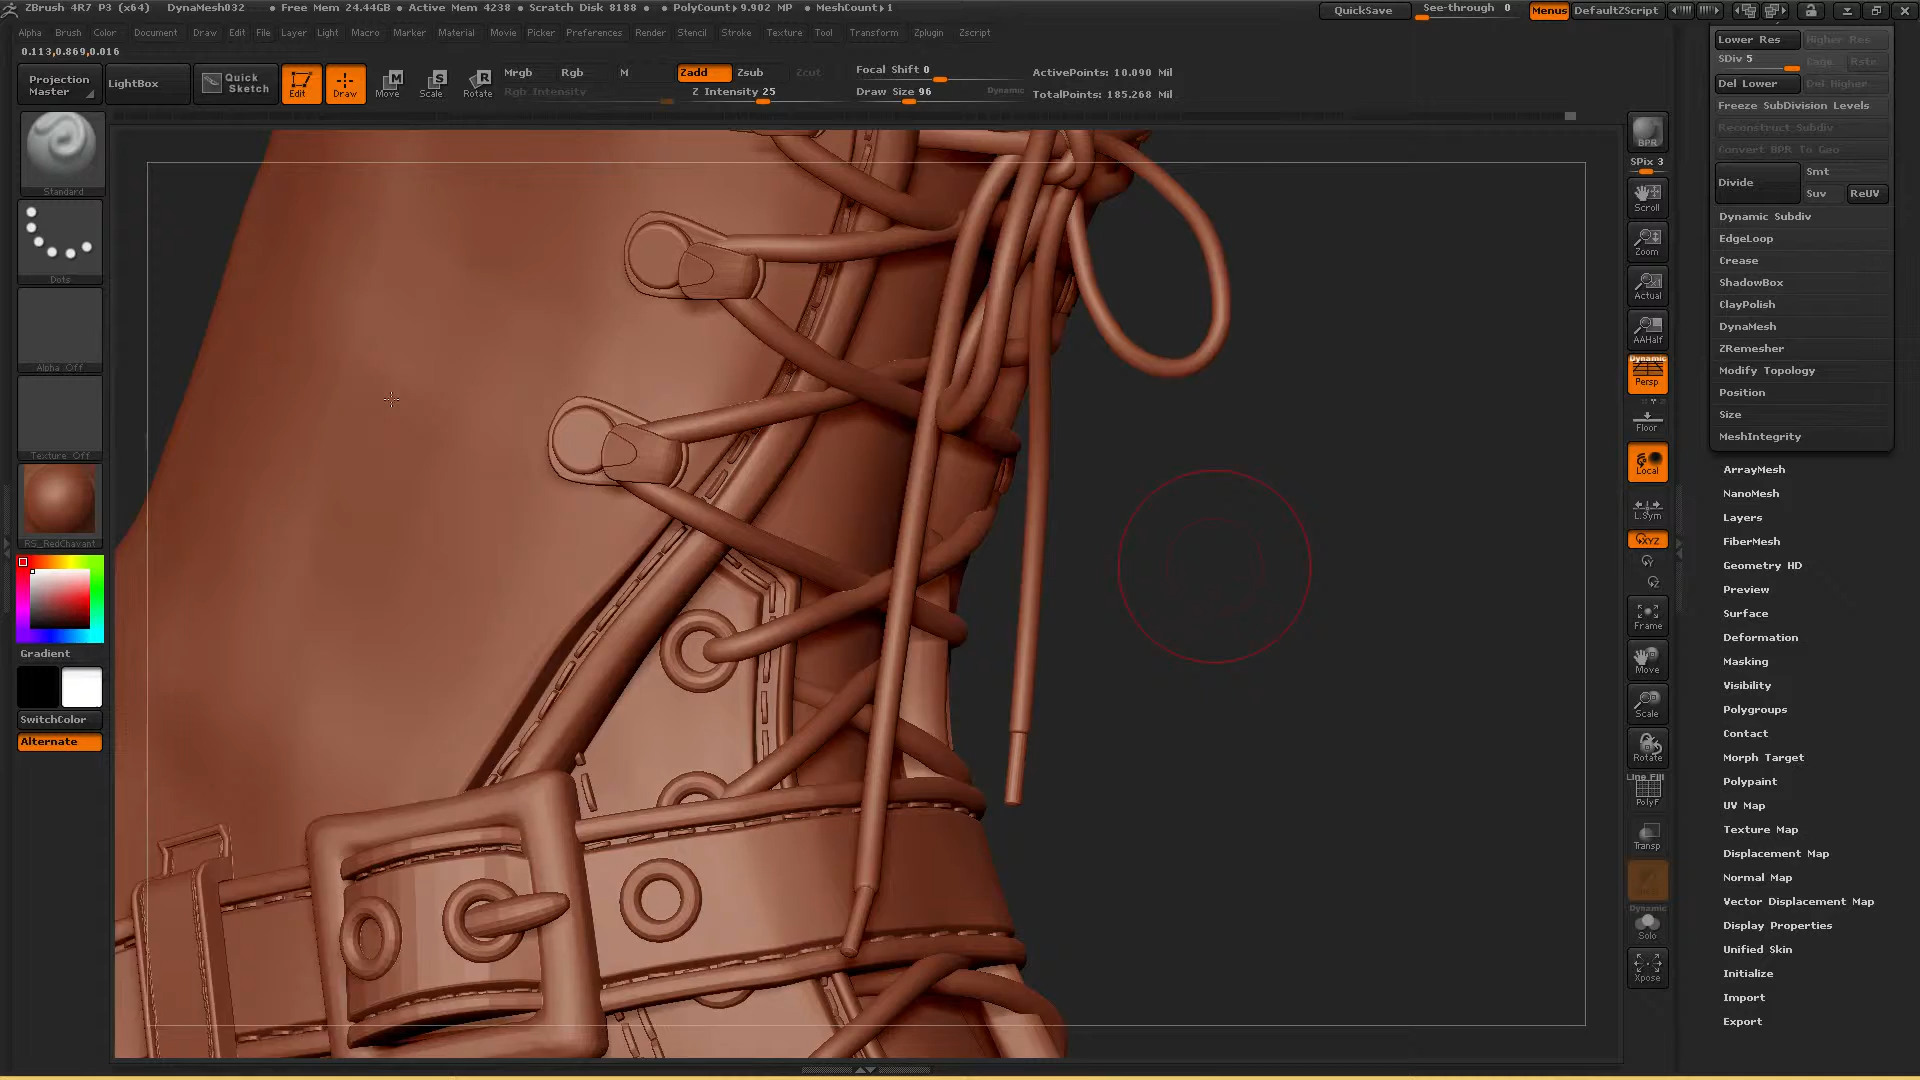 ZBrush 4R7 P3 (x64) DynaMesh032 • Free Mem 24.44GB • Active Mem 4238 • Scratch Disk 8188 • • PolyCount▸9.902 MP • MeshCount▸1 QuickSave See-through 0 Menus DefaultZScript
Alpha Brush Color Document Draw Edit File Layer Light Macro Marker Material Movie Picker Preferences Render Stencil Stroke Texture Tool Transform Zplugin Zscript
0.113,0.869,0.016
Projection Master LightBox Quick Sketch Edit Draw Move Scale Rotate
Mrgb Rgb M Zadd Zsub Zcut Focal Shift 0 ActivePoints: 10.090 Mil
Rgb Intensity Z Intensity 25 Draw Size 96 Dynamic TotalPoints: 185.268 Mil
Standard
Dots
Alpha Off
Texture Off
RS_RedChavant
Gradient
SwitchColor
Alternate
BPR
SPix 3
Scroll
Zoom
Actual
AAHalf
Dynamic
Persp
Floor
Local
L.Sym
XYZ
Frame
Move
Scale
Rotate
Line Fill
PolyF
Transp
Dynamic
Solo
Xpose
Lower Res Higher Res
SDiv 5 Cage Rstr
Del Lower Del Higher
Freeze SubDivision Levels
Reconstruct Subdiv
Convert BPR To Geo
Divide Smt
Suv ReUV
Dynamic Subdiv
EdgeLoop
Crease
ShadowBox
ClayPolish
DynaMesh
ZRemesher
Modify Topology
Position
Size
MeshIntegrity
ArrayMesh
NanoMesh
Layers
FiberMesh
Geometry HD
Preview
Surface
Deformation
Masking
Visibility
Polygroups
Contact
Morph Target
Polypaint
UV Map
Texture Map
Displacement Map
Normal Map
Vector Displacement Map
Display Properties
Unified Skin
Initialize
Import
Export